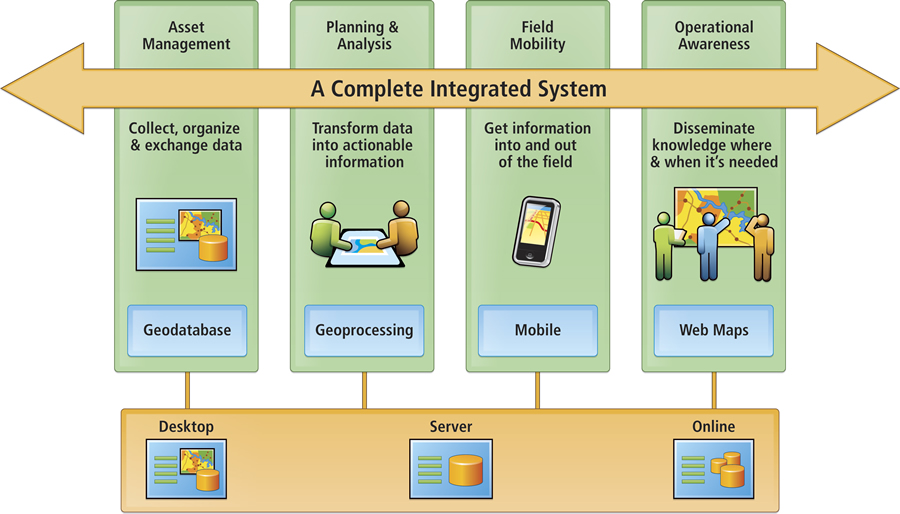 Asset
Management
Planning &
Analysis
Field
Mobility
Operational
Awareness
A Complete Integrated System
Collect, organize
& exchange data
Transform data
into actionable
information
Get information
into and out
of the field
Disseminate
knowledge where
& when it's needed
Geodatabase
Geoprocessing
Mobile
Web Maps
Desktop
Server
Online